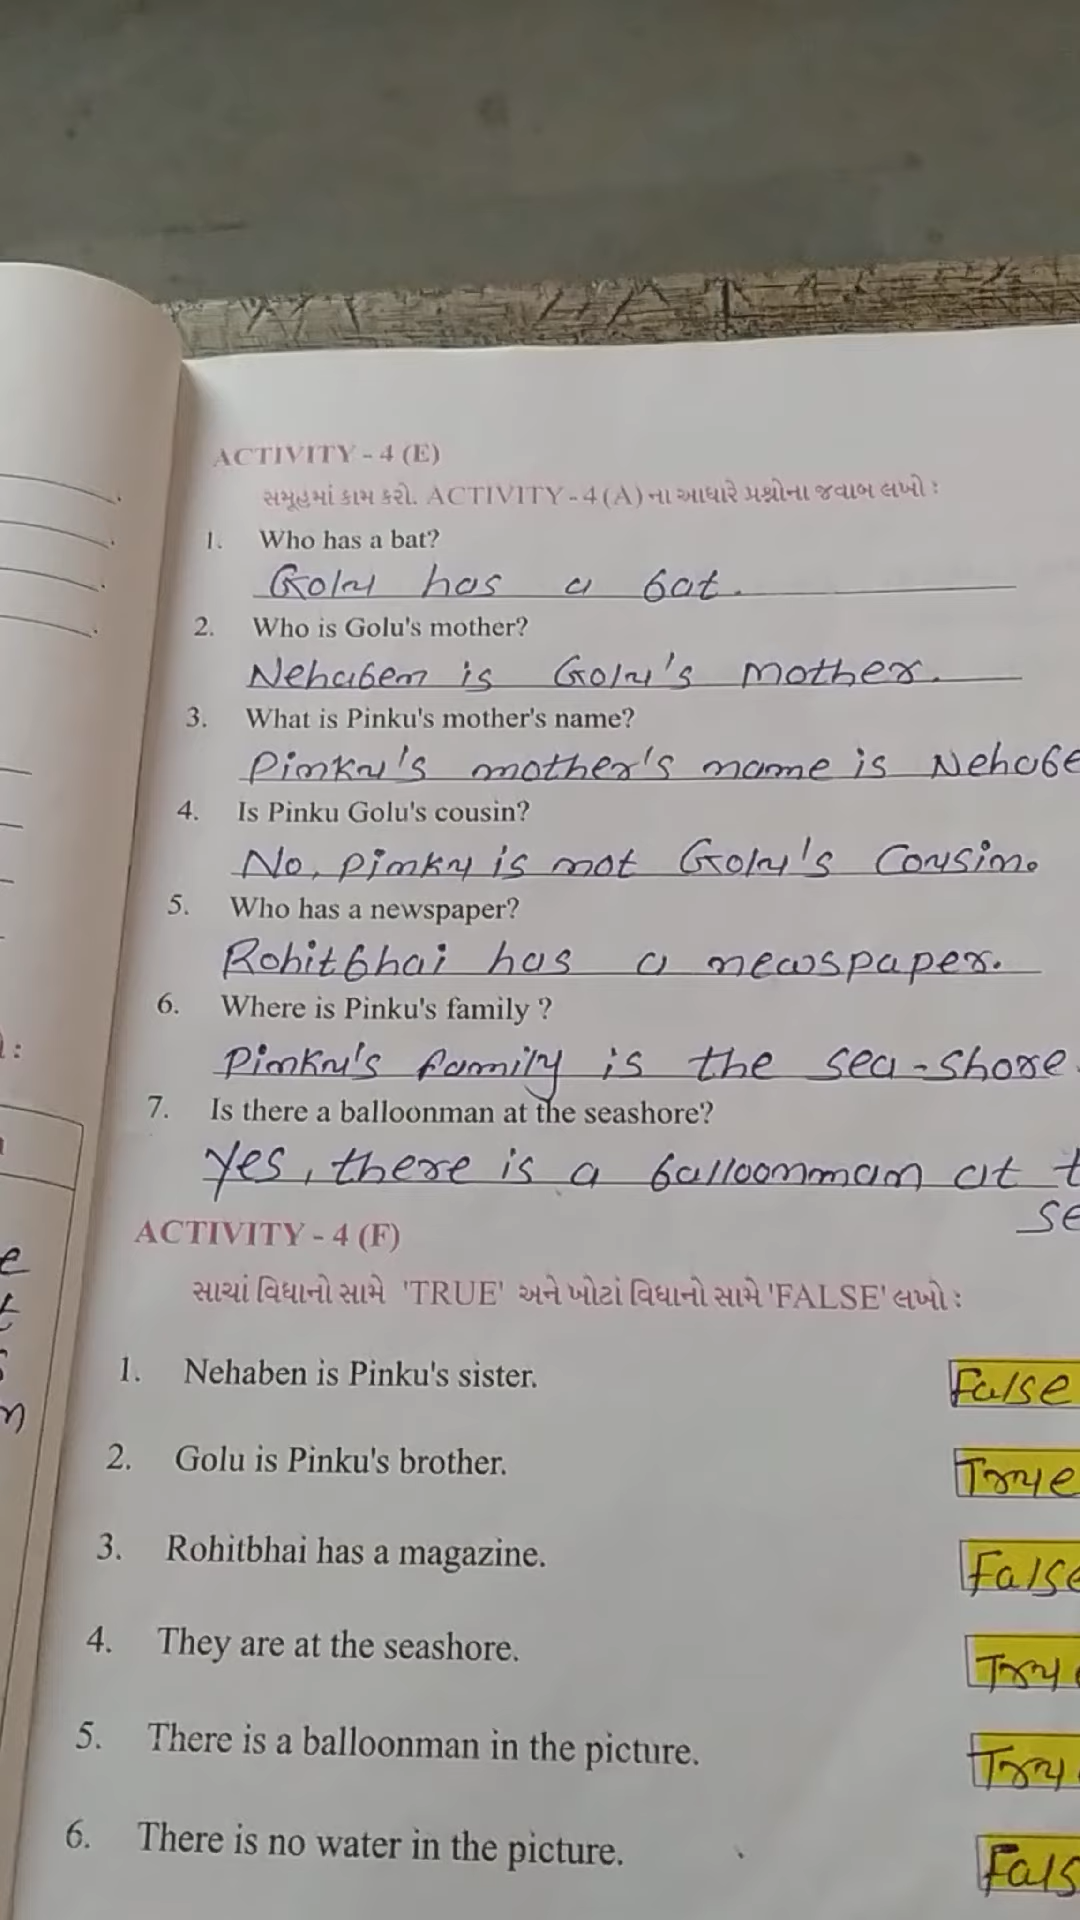 ACTIVITY - 4 (E)
સમૂહમાં કામ કરો. ACTIVITY - 4 (A) ના આધારે પ્રશ્નોના જવાબ લખો :
1. Who has a bat?
Golu has a bat.
2. Who is Golu's mother?
Nehaben is Golu's mother.
3. What is Pinku's mother's name?
Pinku's mother's name is Nehabe
4. Is Pinku Golu's cousin?
No, Pinku is not Golu's cousin.
5. Who has a newspaper?
Rohitbhai has a newspaper.
6. Where is Pinku's family ?
Pinku's family is the sea-shore.
7. Is there a balloonman at the seashore?
Yes, there is a balloonman at t
se
ACTIVITY - 4 (F)
સાચાં વિધાનો સામે 'TRUE' અને ખોટાં વિધાનો સામે 'FALSE' લખો :
1. Nehaben is Pinku's sister. False
2. Golu is Pinku's brother. True
3. Rohitbhai has a magazine. False
4. They are at the seashore. Tru
5. There is a balloonman in the picture. Tru
6. There is no water in the picture. Fals